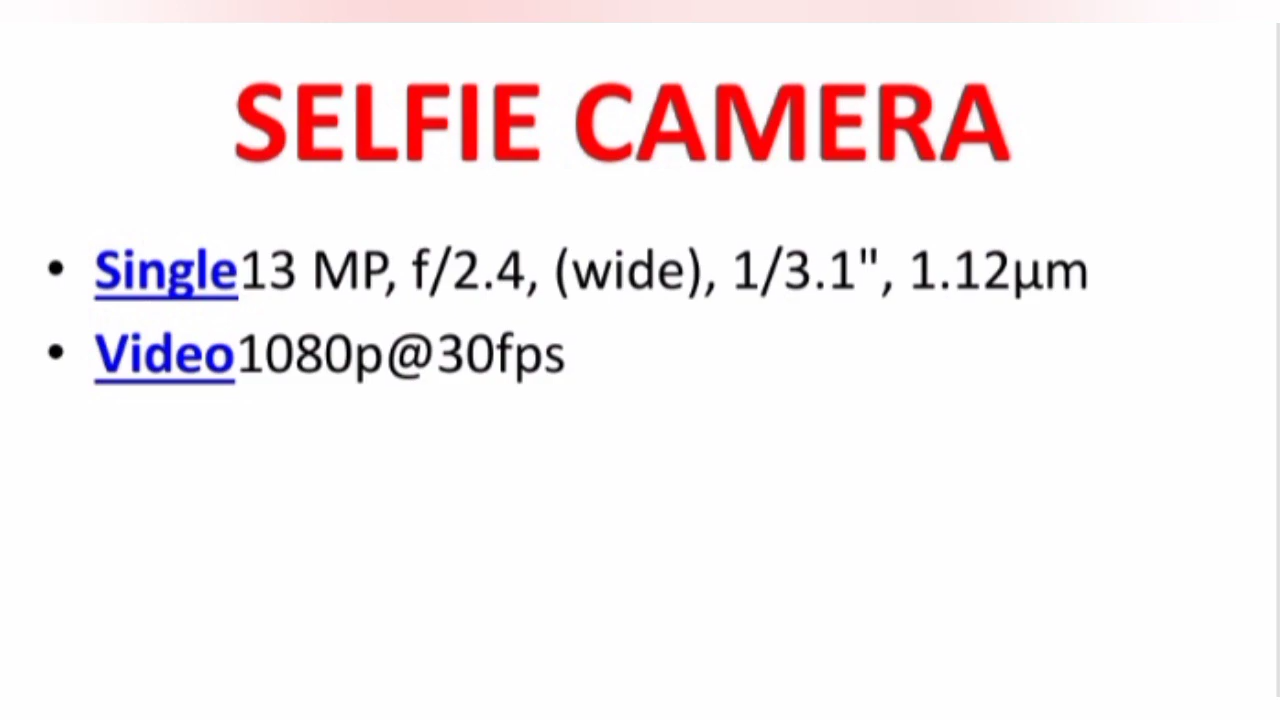 SELFIE CAMERA
• Single13 MP, f/2.4, (wide), 1/3.1", 1.12µm
• Video1080p@30fps